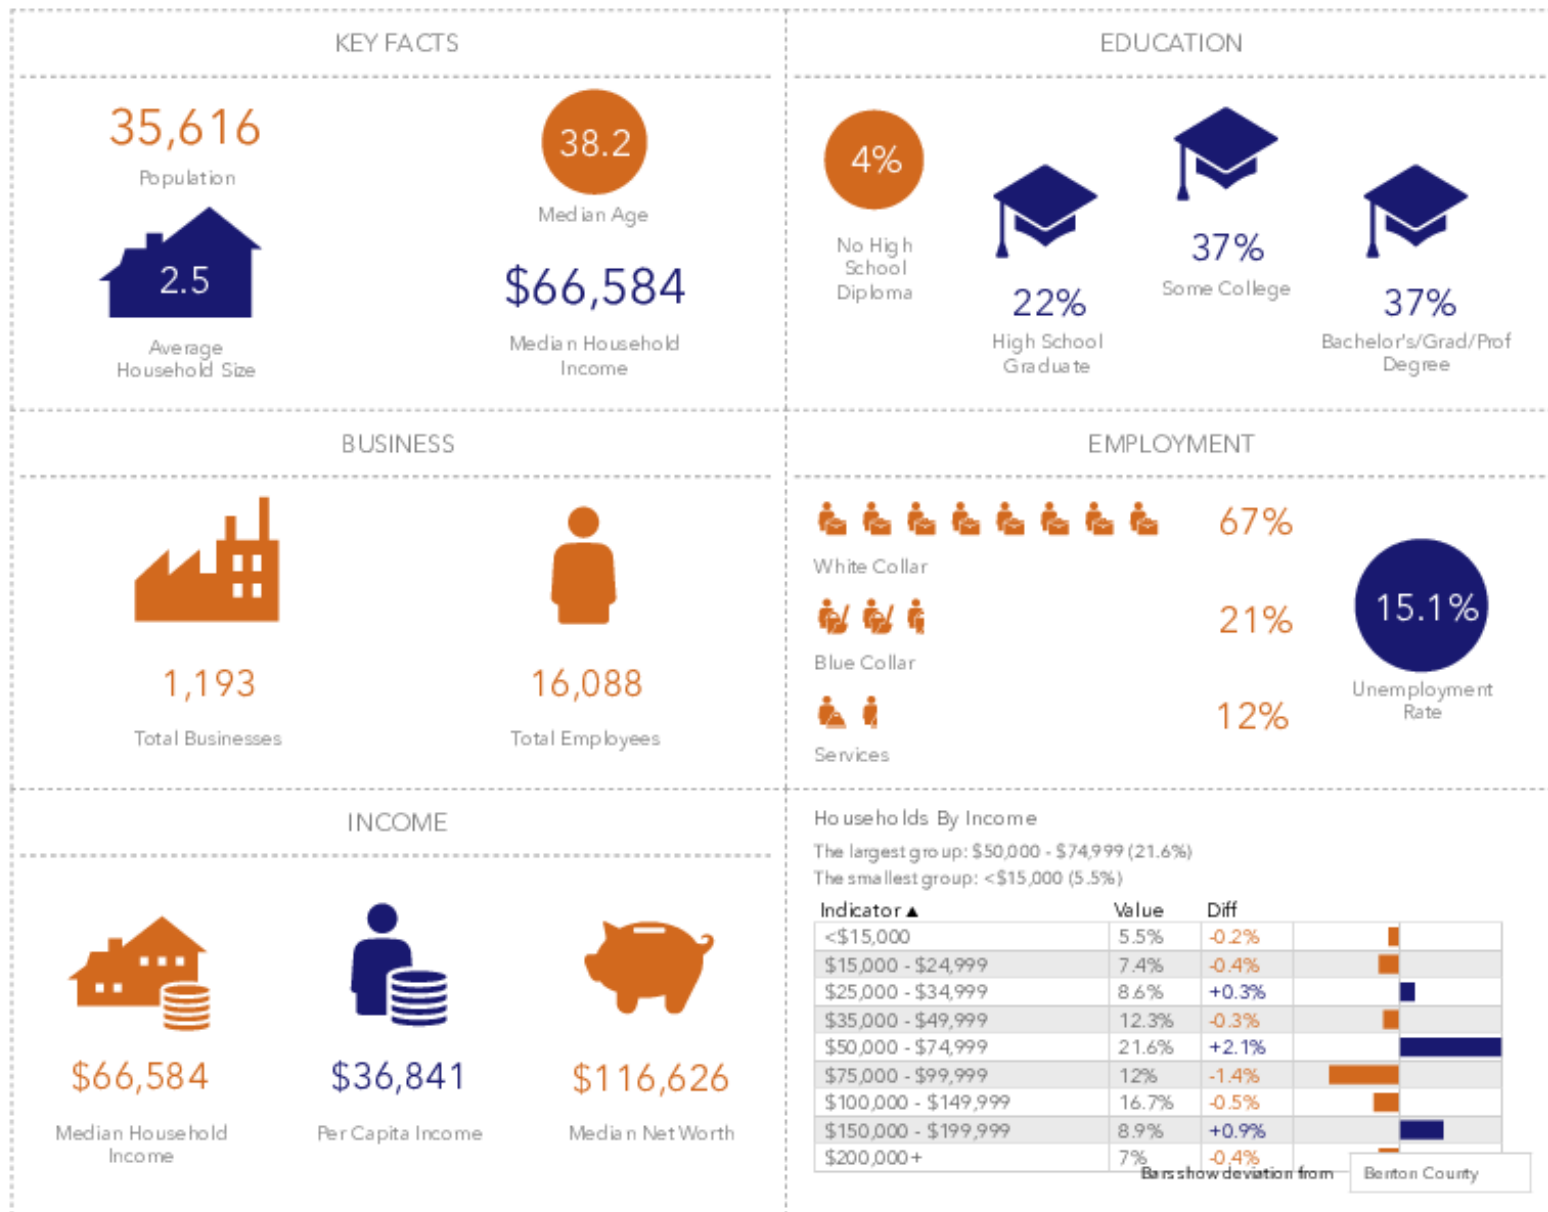 KEY FACTS
35,616
Population
38.2
Median Age
2.5
Average
Household Size
$66,584
Median Household
Income
EDUCATION
4%
No High
School
Diploma
22%
High School
Graduate
37%
Some College
37%
Bachelor's/Grad/Prof
Degree
BUSINESS
1,193
Total Businesses
16,088
Total Employees
EMPLOYMENT
67%
White Collar
21%
Blue Collar
12%
Services
15.1%
Unemployment
Rate
INCOME
$66,584
Median Household
Income
$36,841
Per Capita Income
$116,626
Median Net Worth
Households By Income
The largest group: $50,000 - $74,999 (21.6%)
The smallest group: <$15,000 (5.5%)
Indicator ▲ Value Diff
<$15,000 5.5% -0.2%
$15,000 - $24,999 7.4% -0.4%
$25,000 - $34,999 8.6% +0.3%
$35,000 - $49,999 12.3% -0.3%
$50,000 - $74,999 21.6% +2.1%
$75,000 - $99,999 12% -1.4%
$100,000 - $149,999 16.7% -0.5%
$150,000 - $199,999 8.9% +0.9%
$200,000+ 7% -0.4%
Bars show deviation from Benton County